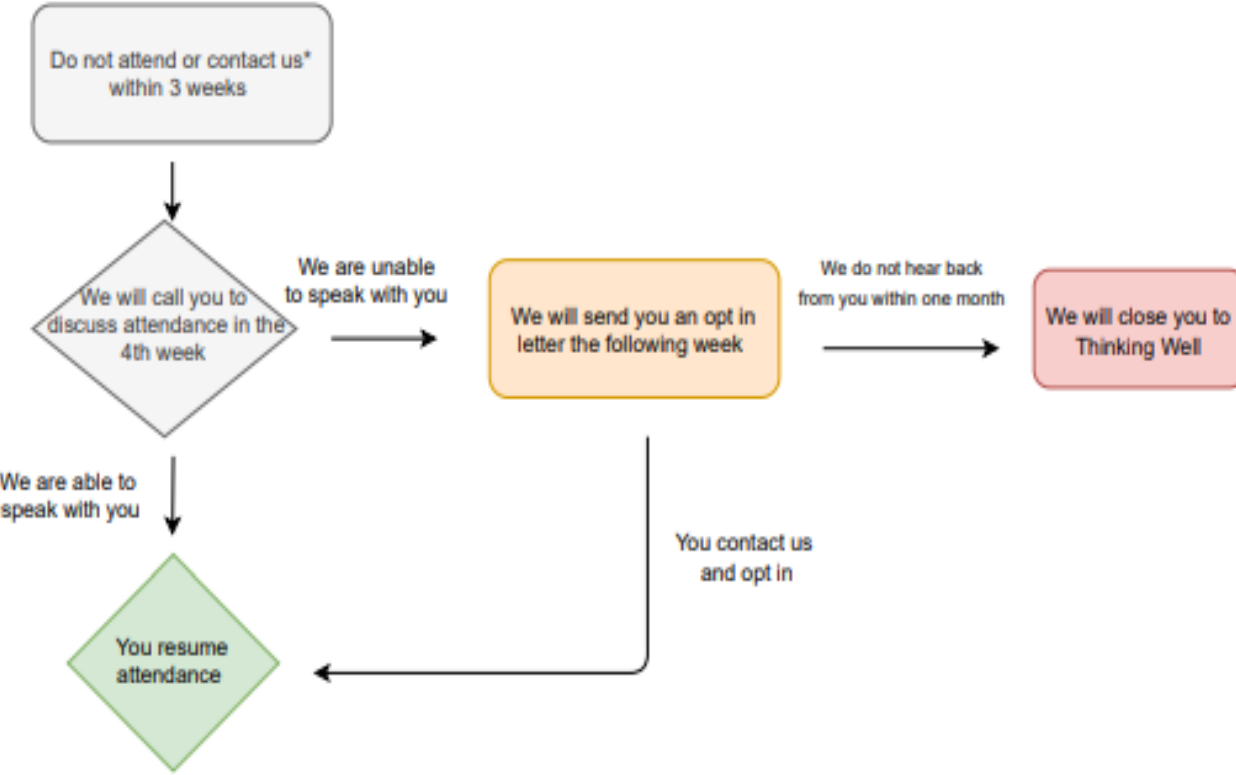 Do not attend or contact us*
within 3 weeks
We will call you to
discuss attendance in the
4th week
We are unable
to speak with you
We will send you an opt in
letter the following week
We do not hear back
from you within one month
We will close you to
Thinking Well
We are able to
speak with you
You contact us
and opt in
You resume
attendance